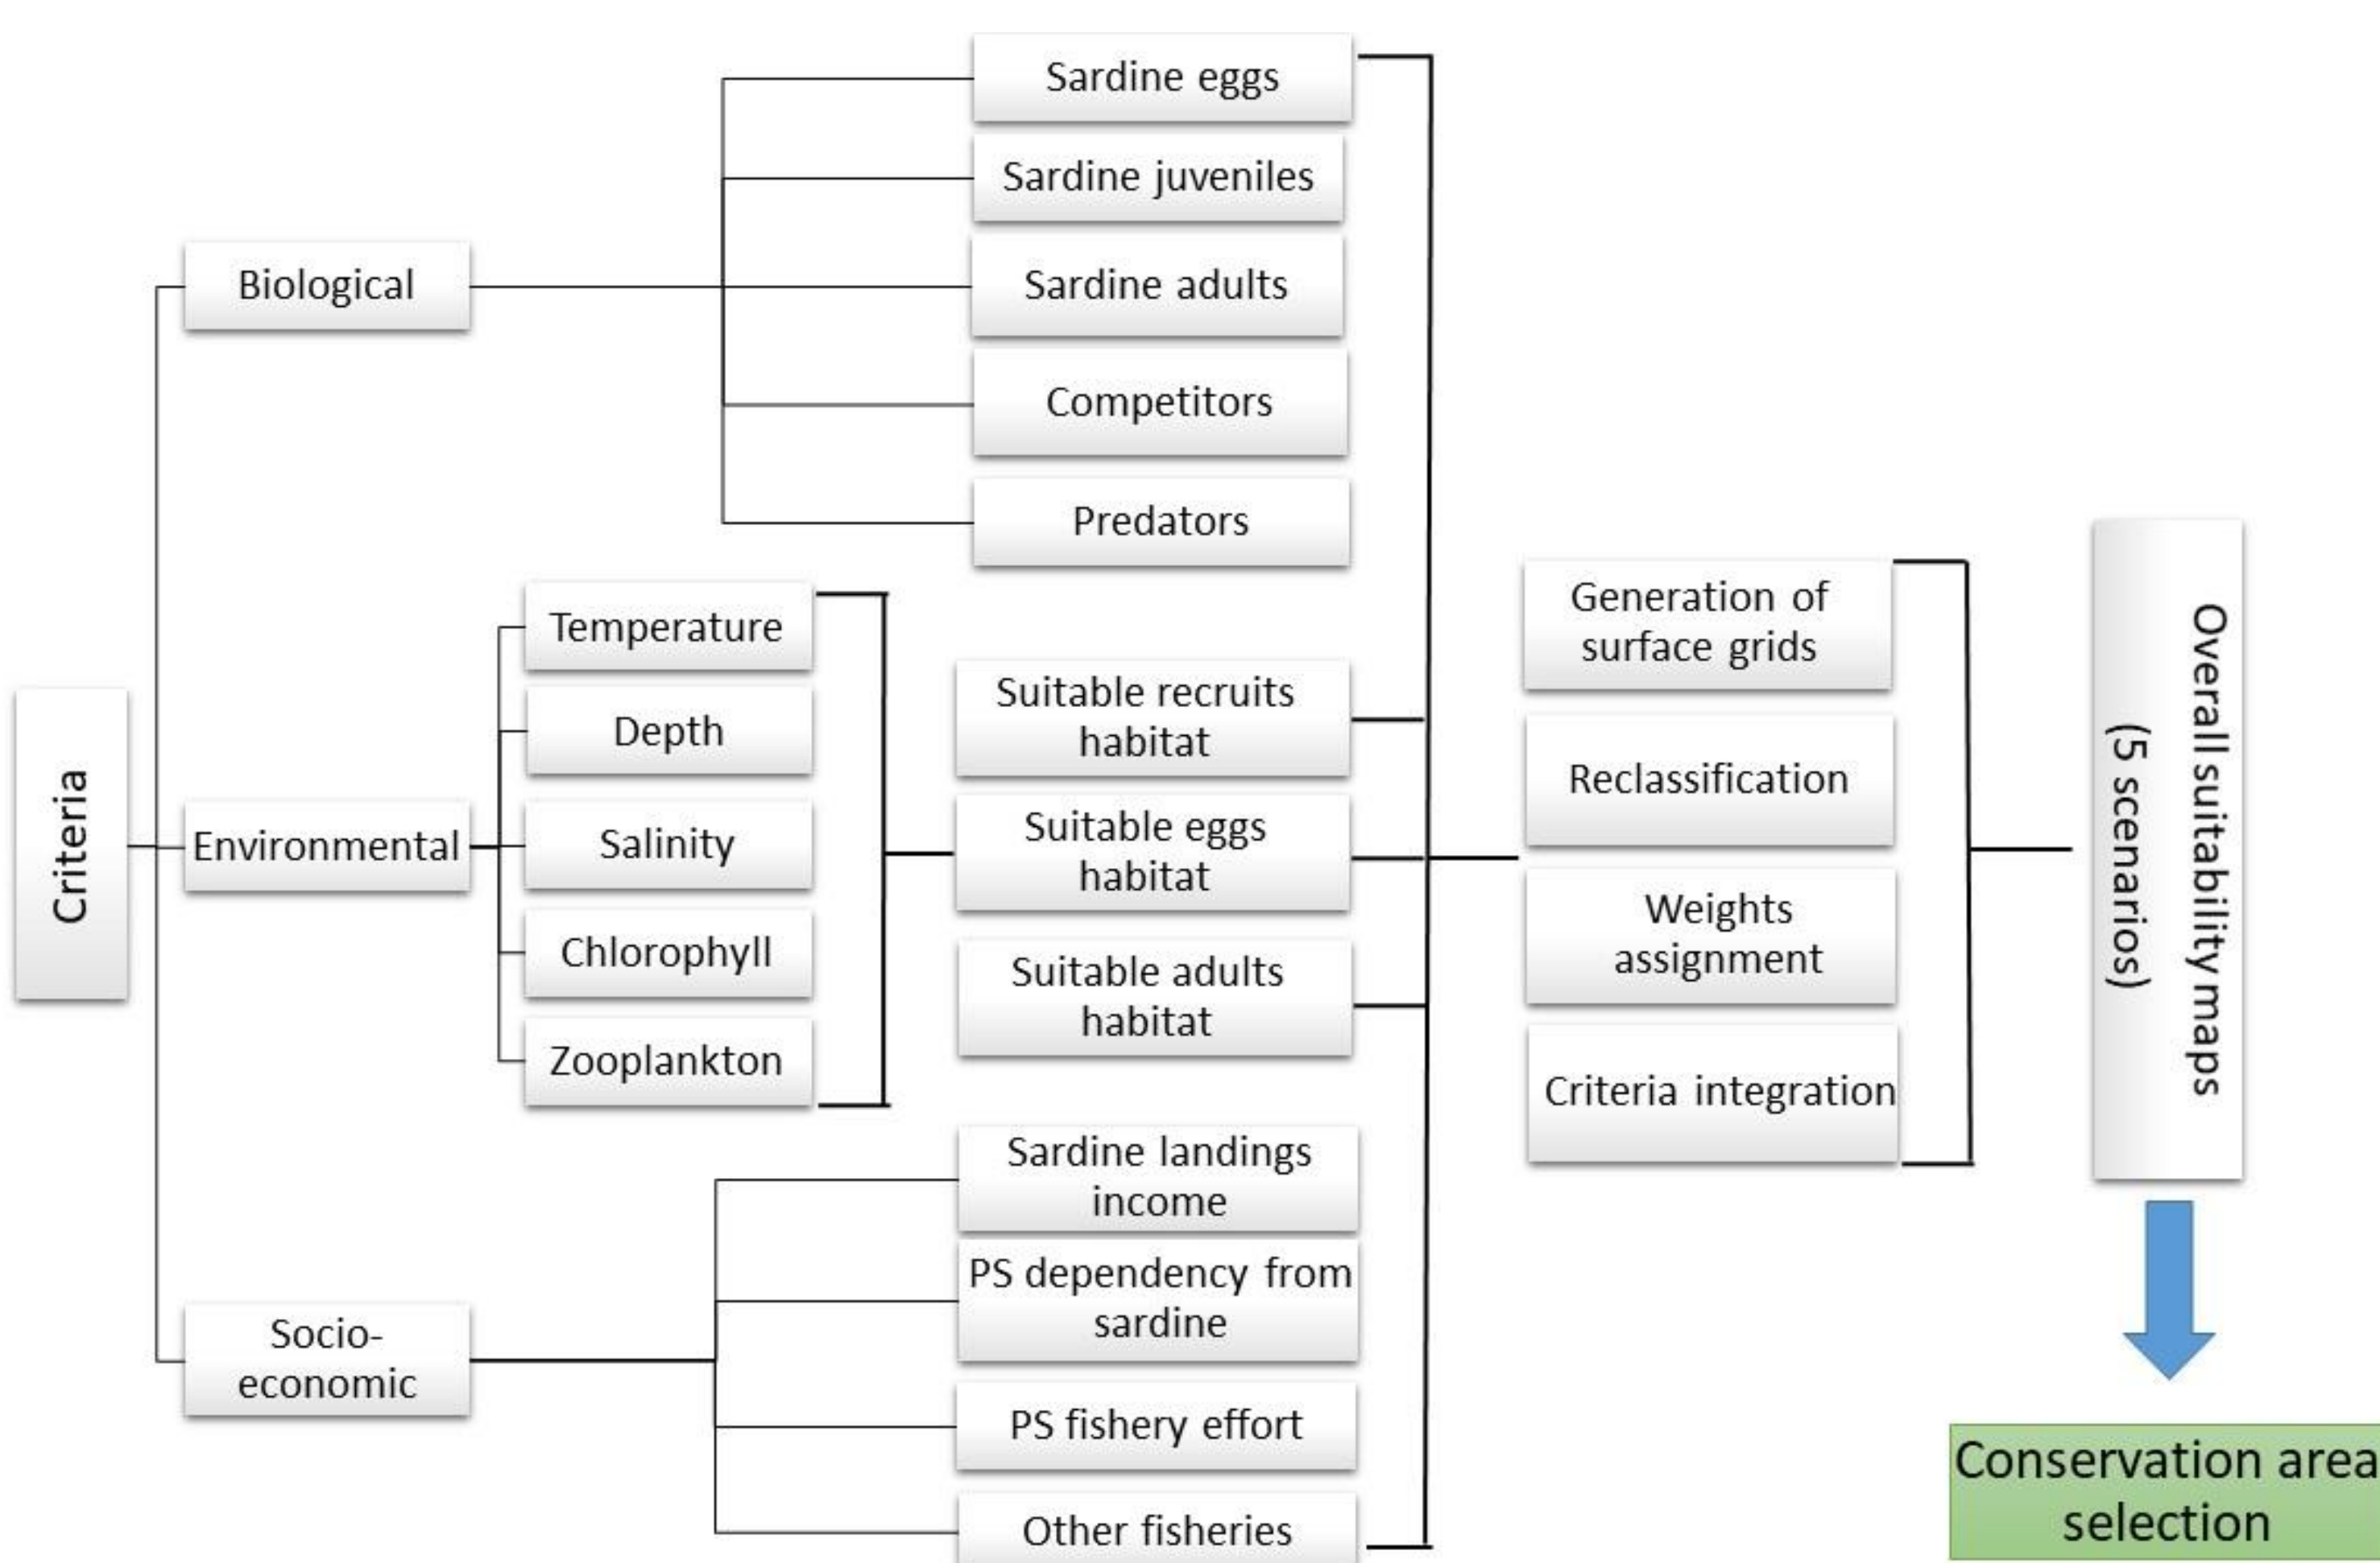 Criteria
Biological
Environmental
Socio-
economic
Temperature
Depth
Salinity
Chlorophyll
Zooplankton
Sardine eggs
Sardine juveniles
Sardine adults
Competitors
Predators
Suitable recruits
habitat
Suitable eggs
habitat
Suitable adults
habitat
Sardine landings
income
PS dependency from
sardine
PS fishery effort
Other fisheries
Generation of
surface grids
Reclassification
Weights
assignment
Criteria integration
Overall suitability maps
(5 scenarios)
Conservation area
selection